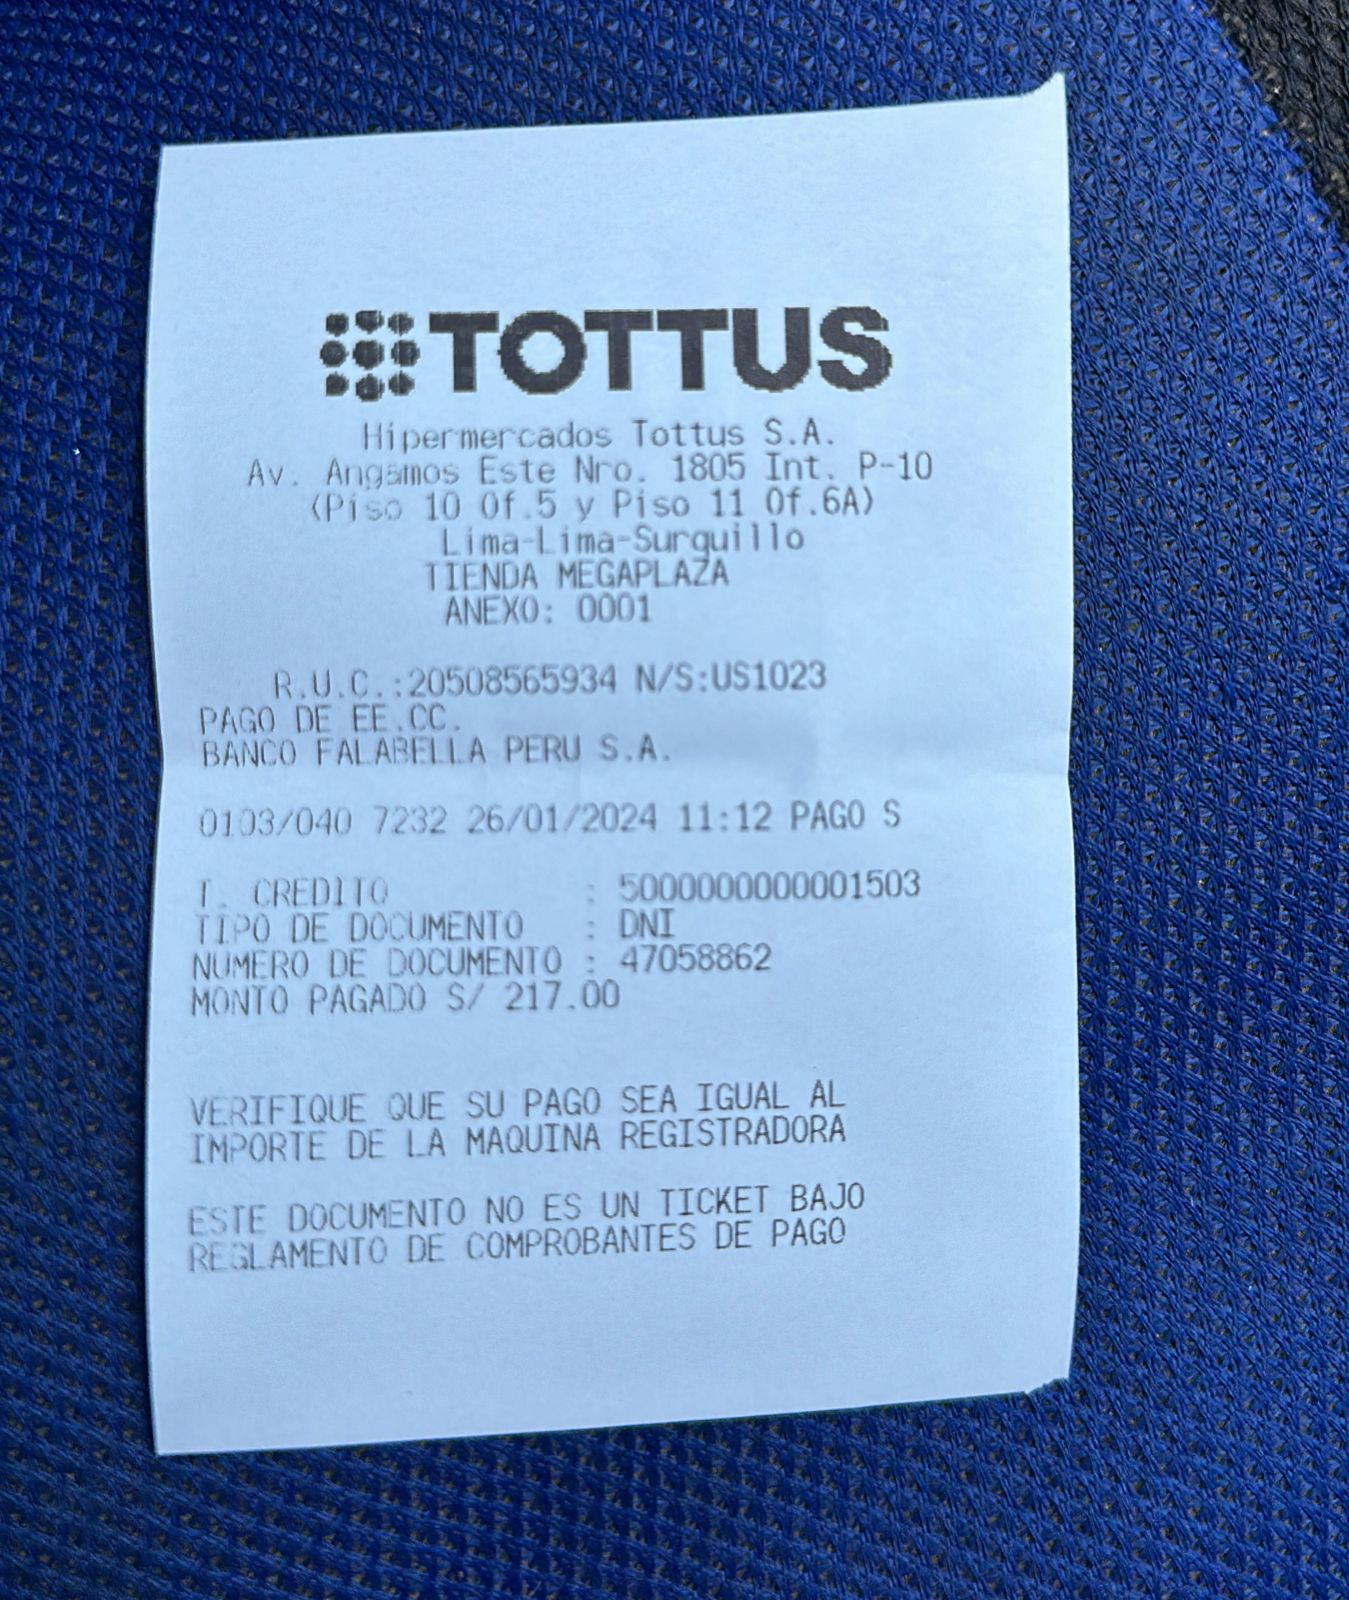 TOTTUS
Hipermercados Tottus S.A.
Av. Angamos Este Nro. 1805 Int. P-10
(Piso 10 Of.5 y Piso 11 Of.6A)
Lima-Lima-Surquillo
TIENDA MEGAPLAZA
ANEXO: 0001
R.U.C.:20508565934 N/S:US1023
PAGO DE EE.CC.
BANCO FALABELLA PERU S.A.
0103/040 7232 26/01/2024 11:12 PAGO S
T. CREDITO : 5000000000001503
TIPO DE DOCUMENTO : DNI
NUMERO DE DOCUMENTO : 47058862
MONTO PAGADO S/ 217.00
VERIFIQUE QUE SU PAGO SEA IGUAL AL
IMPORTE DE LA MAQUINA REGISTRADORA
ESTE DOCUMENTO NO ES UN TICKET BAJO
REGLAMENTO DE COMPROBANTES DE PAGO